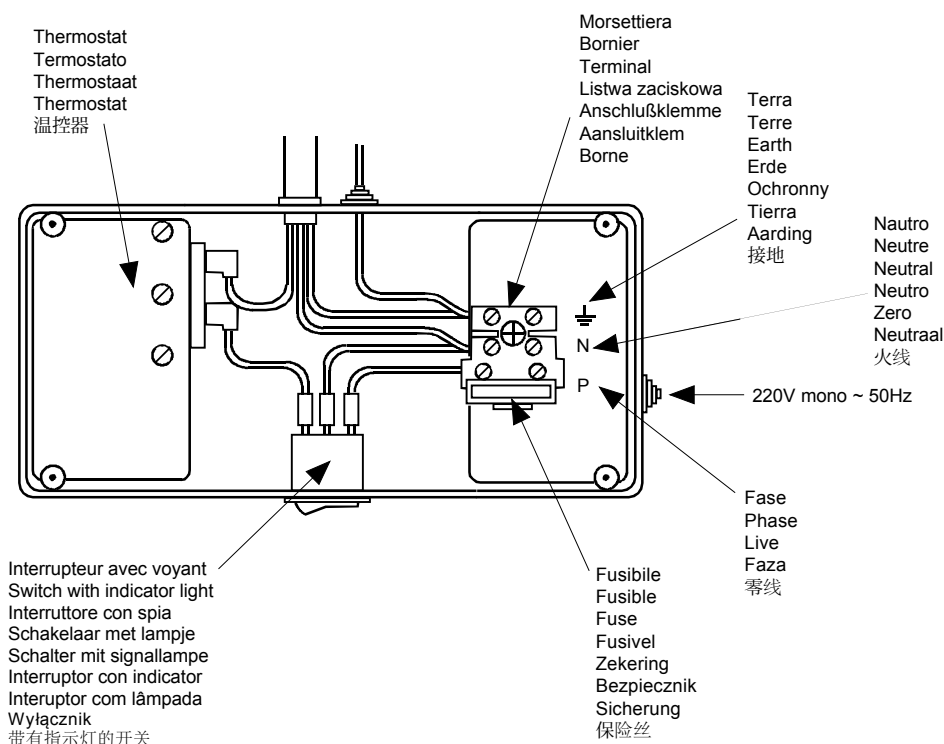 Thermostat
Termostato
Thermostaat
Thermostat
温控器
Morsettiera
Bornier
Terminal
Listwa zaciskowa
Anschlußklemme
Aansluitklem
Borne
Terra
Terre
Earth
Erde
Ochronny
Tierra
Aarding
接地
Nautro
Neutre
Neutral
Neutro
Zero
Neutraal
火线
N
P
220V mono ~ 50Hz
Fase
Phase
Live
Faza
零线
Interrupteur avec voyant
Switch with indicator light
Interruttore con spia
Schakelaar met lampje
Schalter mit signallampe
Interruptor con indicator
Interuptor com lâmpada
Wyłącznik
带有指示灯的开关
Fusibile
Fusible
Fuse
Fusivel
Zekering
Bezpiecznik
Sicherung
保险丝